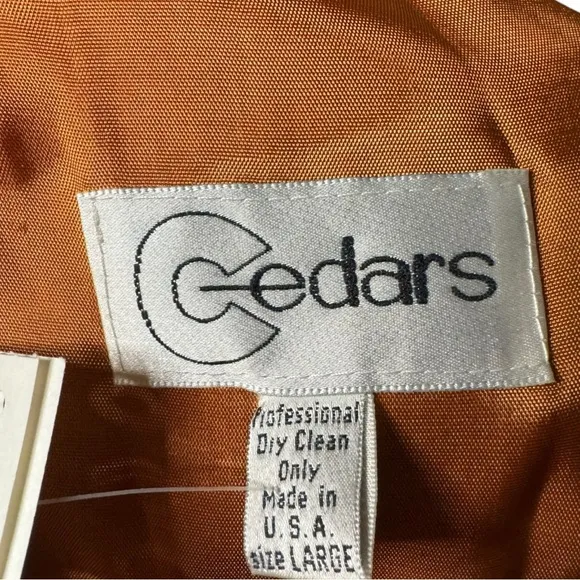 Cedars
Professional
Dry Clean
Only
Made in
U.S.A.
size LARGE